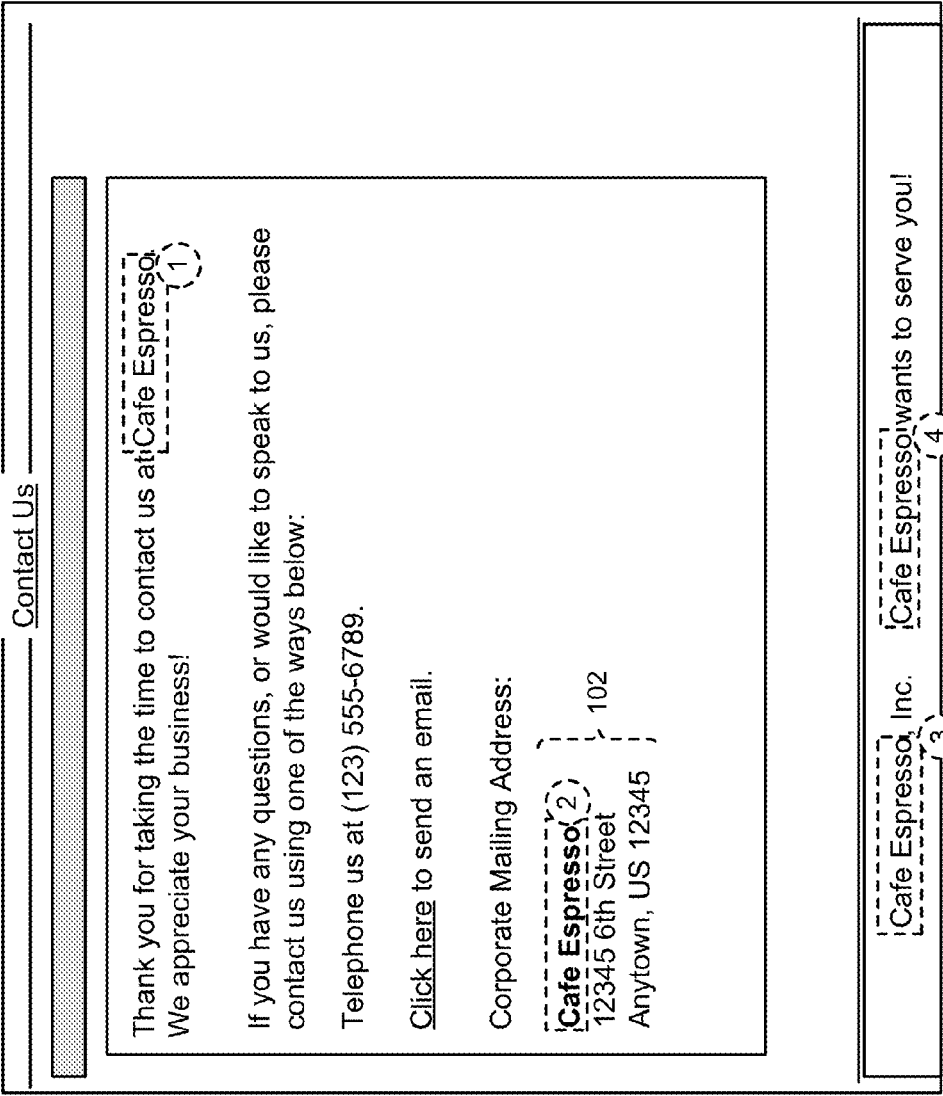 Contact Us
Thank you for taking the time to contact us at Cafe Espresso.
1
We appreciate your business!
If you have any questions, or would like to speak to us, please
contact us using one of the ways below:
Telephone us at (123) 555-6789.
Click here to send an email.
Corporate Mailing Address:
Cafe Espresso 2
12345 6th Street
102
Anytown, US 12345
Cafe Espresso, Inc. Cafe Espresso wants to serve you!
3 4